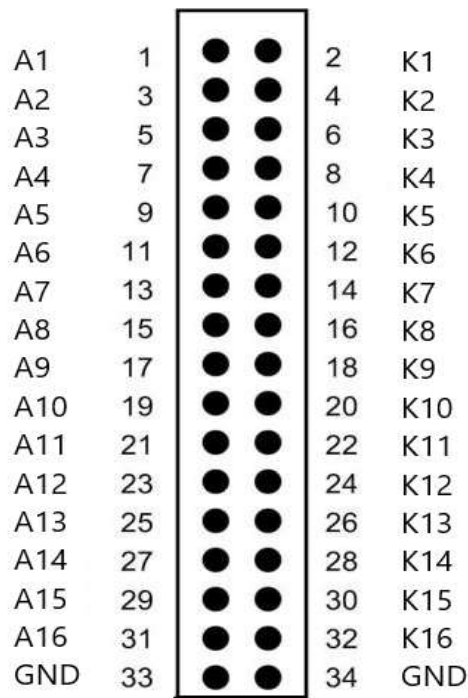 A1 1 2 K1
A2 3 4 K2
A3 5 6 K3
A4 7 8 K4
A5 9 10 K5
A6 11 12 K6
A7 13 14 K7
A8 15 16 K8
A9 17 18 K9
A10 19 20 K10
A11 21 22 K11
A12 23 24 K12
A13 25 26 K13
A14 27 28 K14
A15 29 30 K15
A16 31 32 K16
GND 33 34 GND